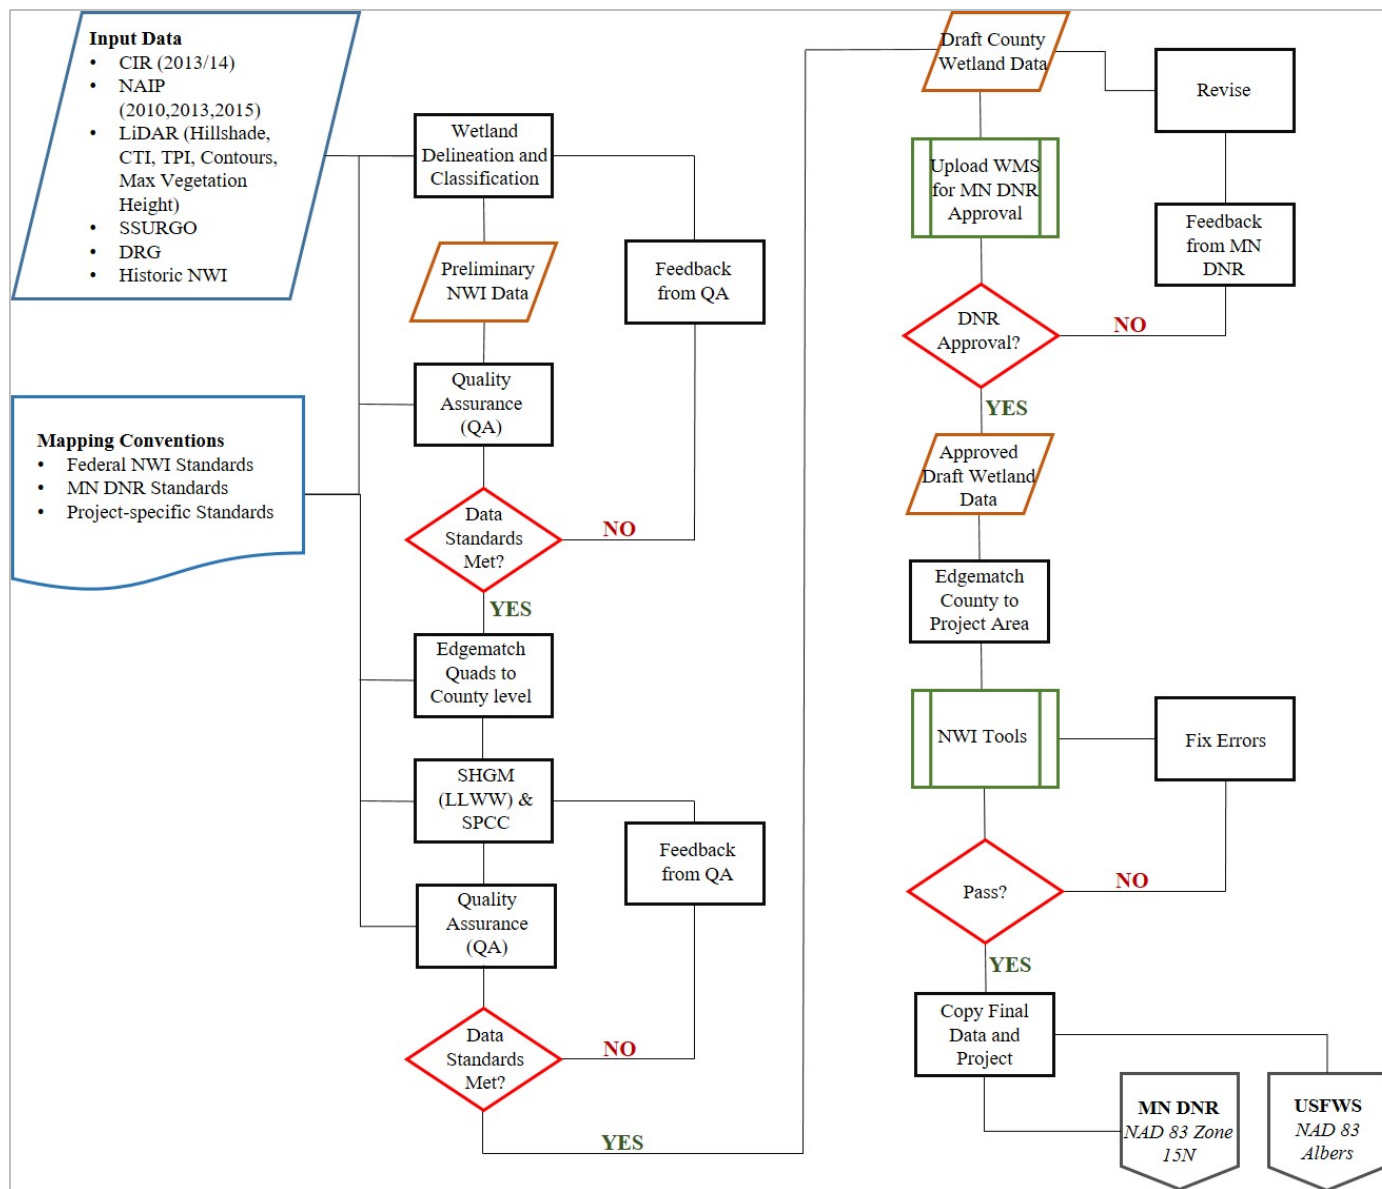 Input Data
• CIR (2013/14)
• NAIP
(2010,2013,2015)
• LiDAR (Hillshade,
CTI, TPI, Contours,
Max Vegetation
Height)
• SSURGO
• DRG
• Historic NWI
Mapping Conventions
• Federal NWI Standards
• MN DNR Standards
• Project-specific Standards
Wetland
Delineation and
Classification
Preliminary
NWI Data
Feedback
from QA
Quality
Assurance
(QA)
Data
Standards
Met?
NO
YES
Edgematch
Quads to
County level
SHGM
(LLWW) &
SPCC
Feedback
from QA
Quality
Assurance
(QA)
Data
Standards
Met?
NO
YES
Draft County
Wetland Data
Revise
Upload WMS
for MN DNR
Approval
Feedback
from MN
DNR
DNR
Approval?
NO
YES
Approved
Draft Wetland
Data
Edgematch
County to
Project Area
NWI Tools
Fix Errors
Pass?
NO
YES
Copy Final
Data and
Project
MN DNR
NAD 83 Zone
15N
USFWS
NAD 83
Albers